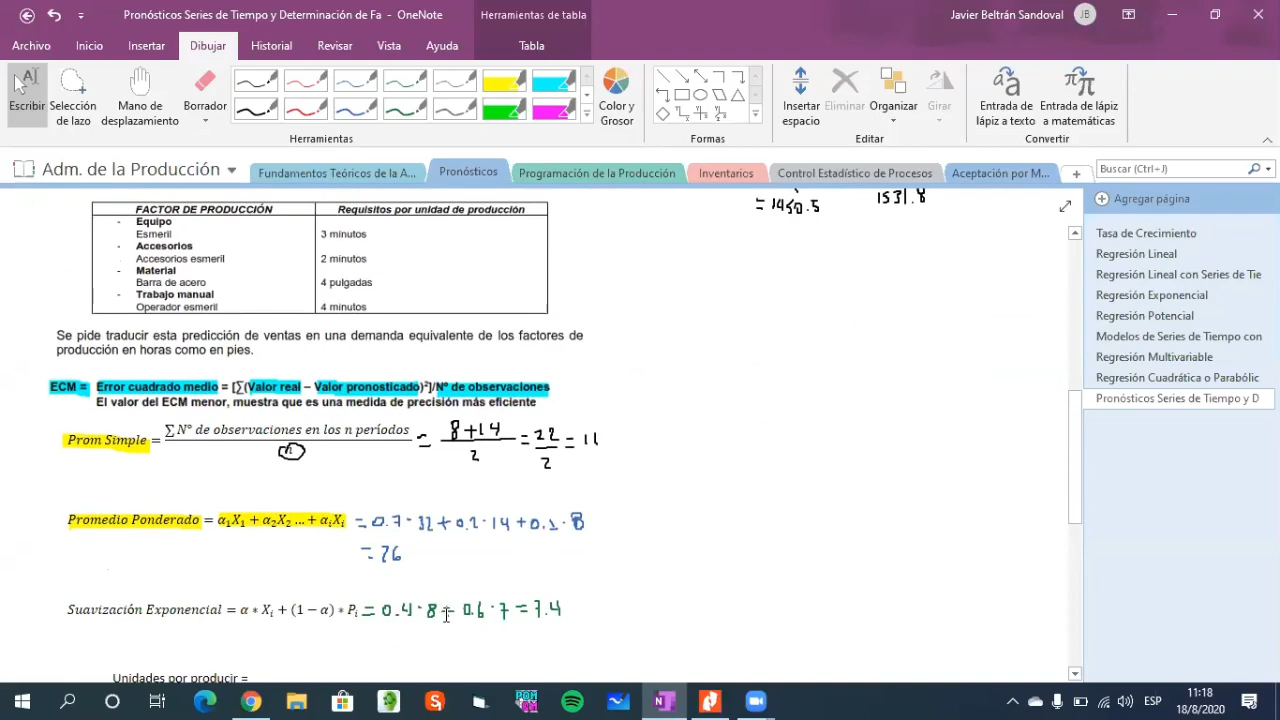 Pronósticos Series de Tiempo y Determinación de Fa - OneNote
Herramientas de tabla
Javier Beltrán Sandoval JB
Archivo Inicio Insertar Dibujar Historial Revisar Vista Ayuda Tabla
Escribir
Selección de lazo
Mano de desplazamiento
Borrador
Color y Grosor
Insertar espacio
Eliminar
Organizar
Girar
Entrada de lápiz a texto
Entrada de lápiz a matemáticas
Herramientas Formas Editar Convertir
Adm. de la Producción
Fundamentos Teóricos de la A... Pronósticos Programación de la Producción Inventarios Control Estadístico de Procesos Aceptación por M... + Buscar (Ctrl+J)
= 1450.5 1531.8
FACTOR DE PRODUCCIÓN Requisitos por unidad de producción
- Equipo
Esmeril 3 minutos
- Accesorios
Accesorios esmeril 2 minutos
- Material
Barra de acero 4 pulgadas
- Trabajo manual
Operador esmeril 4 minutos
Se pide traducir esta predicción de ventas en una demanda equivalente de los factores de
producción en horas como en pies.
ECM = Error cuadrado medio = [∑(Valor real – Valor pronosticado)²]/Nº de observaciones
El valor del ECM menor, muestra que es una medida de precisión más eficiente
Prom Simple = ∑ N° de observaciones en los n períodos / n = 8+14 / 2 = 22 / 2 = 11
Promedio Ponderado = α₁X₁ + α₂X₂ ... + αᵢXᵢ = 0.7 · 32 + 0.2 · 14 + 0.1 · 8
= 26
Suavización Exponencial = α ∗ Xᵢ + (1 − α) ∗ Pᵢ = 0.4 · 8 + 0.6 · 7 = 7.4
Unidades por producir =
Agregar página
Tasa de Crecimiento
Regresión Lineal
Regresión Lineal con Series de Tie
Regresión Exponencial
Regresión Potencial
Modelos de Series de Tiempo con
Regresión Multivariable
Regresión Cuadrática o Parabólic
Pronósticos Series de Tiempo y D
ESP
11:18
18/8/2020